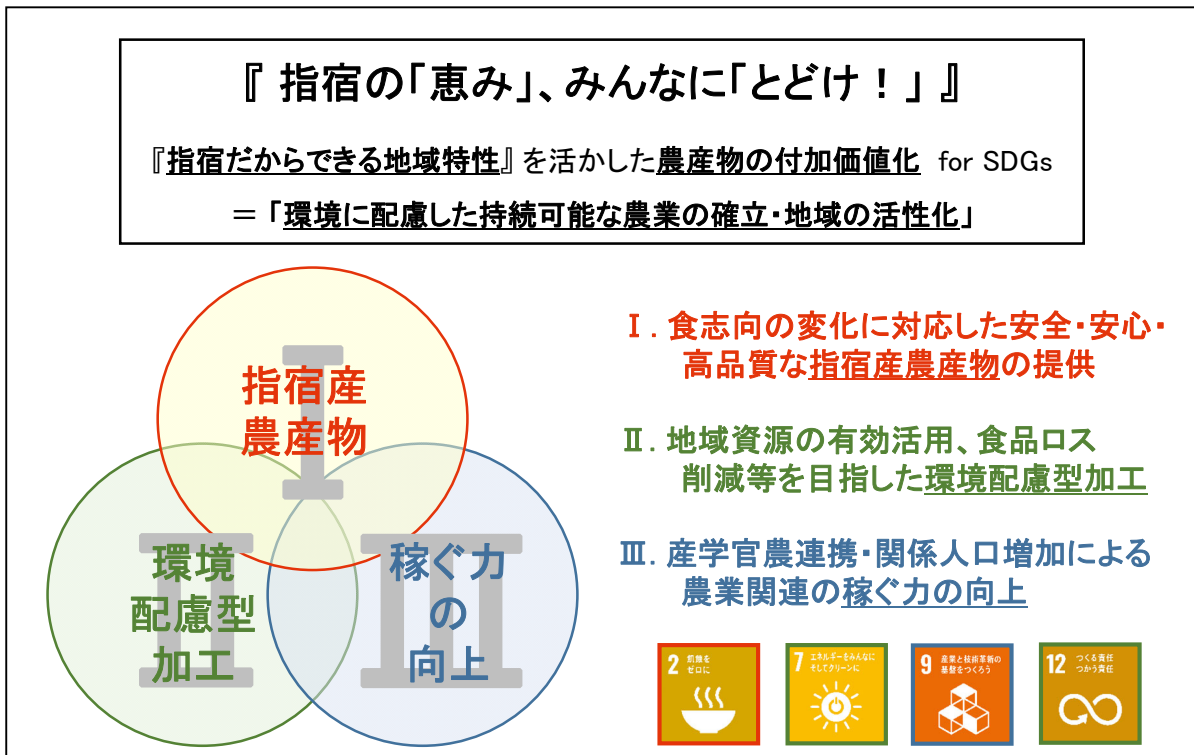 『 指宿の「恵み」、みんなに「とどけ！」 』
『指宿だからできる地域特性』を活かした農産物の付加価値化 for SDGs
＝「環境に配慮した持続可能な農業の確立・地域の活性化」
Ⅰ
指宿産
農産物
Ⅱ
環境
配慮型
加工
Ⅲ
稼ぐ力
の
向上
Ⅰ．食志向の変化に対応した安全・安心・
高品質な指宿産農産物の提供
Ⅱ．地域資源の有効活用、食品ロス
削減等を目指した環境配慮型加工
Ⅲ．産学官農連携・関係人口増加による
農業関連の稼ぐ力の向上
2 飢餓を
ゼロに
7 エネルギーをみんなに
そしてクリーンに
9 産業と技術革新の
基盤をつくろう
12 つくる責任
つかう責任